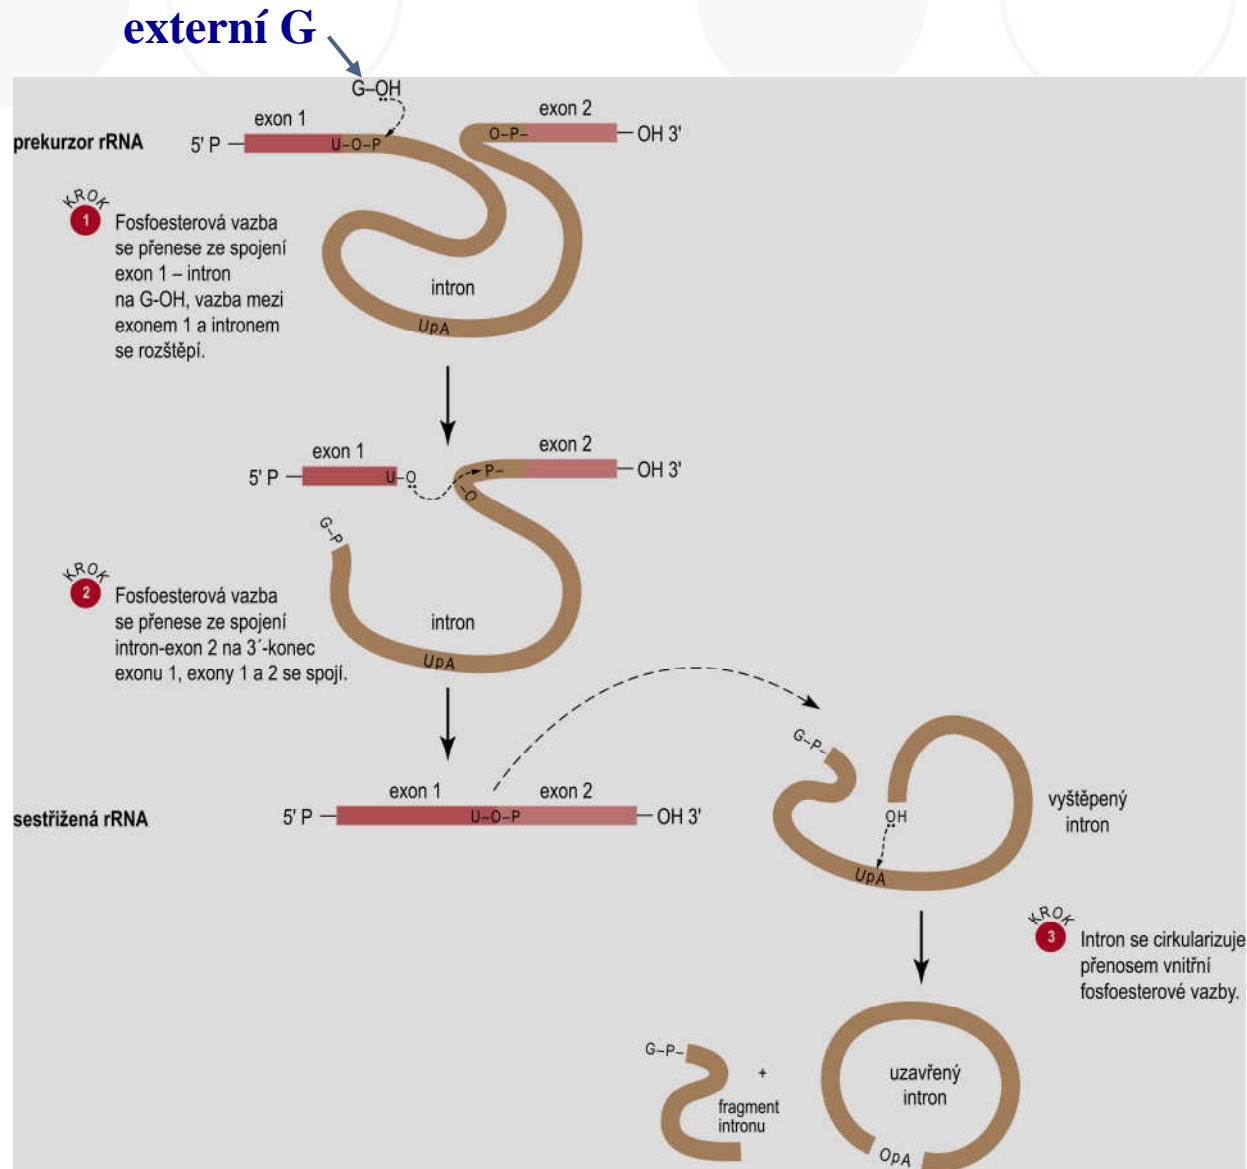 externí G
G–OH
exon 1
exon 2
prekurzor rRNA
5' P
U–O–P
O–P–
OH 3'
KROK
1
Fosfoesterová vazba
se přenese ze spojení
exon 1 – intron
na G-OH, vazba mezi
exonem 1 a intronem
se rozštěpí.
intron
UpA
exon 1
exon 2
5' P
U–O
P–
–O
OH 3'
G–P
KROK
2
Fosfoesterová vazba
se přenese ze spojení
intron-exon 2 na 3´-konec
exonu 1, exony 1 a 2 se spojí.
intron
UpA
G–P–
exon 1
exon 2
sestřižená rRNA
5' P
U–O–P
OH 3'
OH
vyštěpený
intron
UpA
KROK
3
Intron se cirkularizuje
přenosem vnitřní
fosfoesterové vazby.
G–P–
+
fragment
intronu
uzavřený
intron
OpA